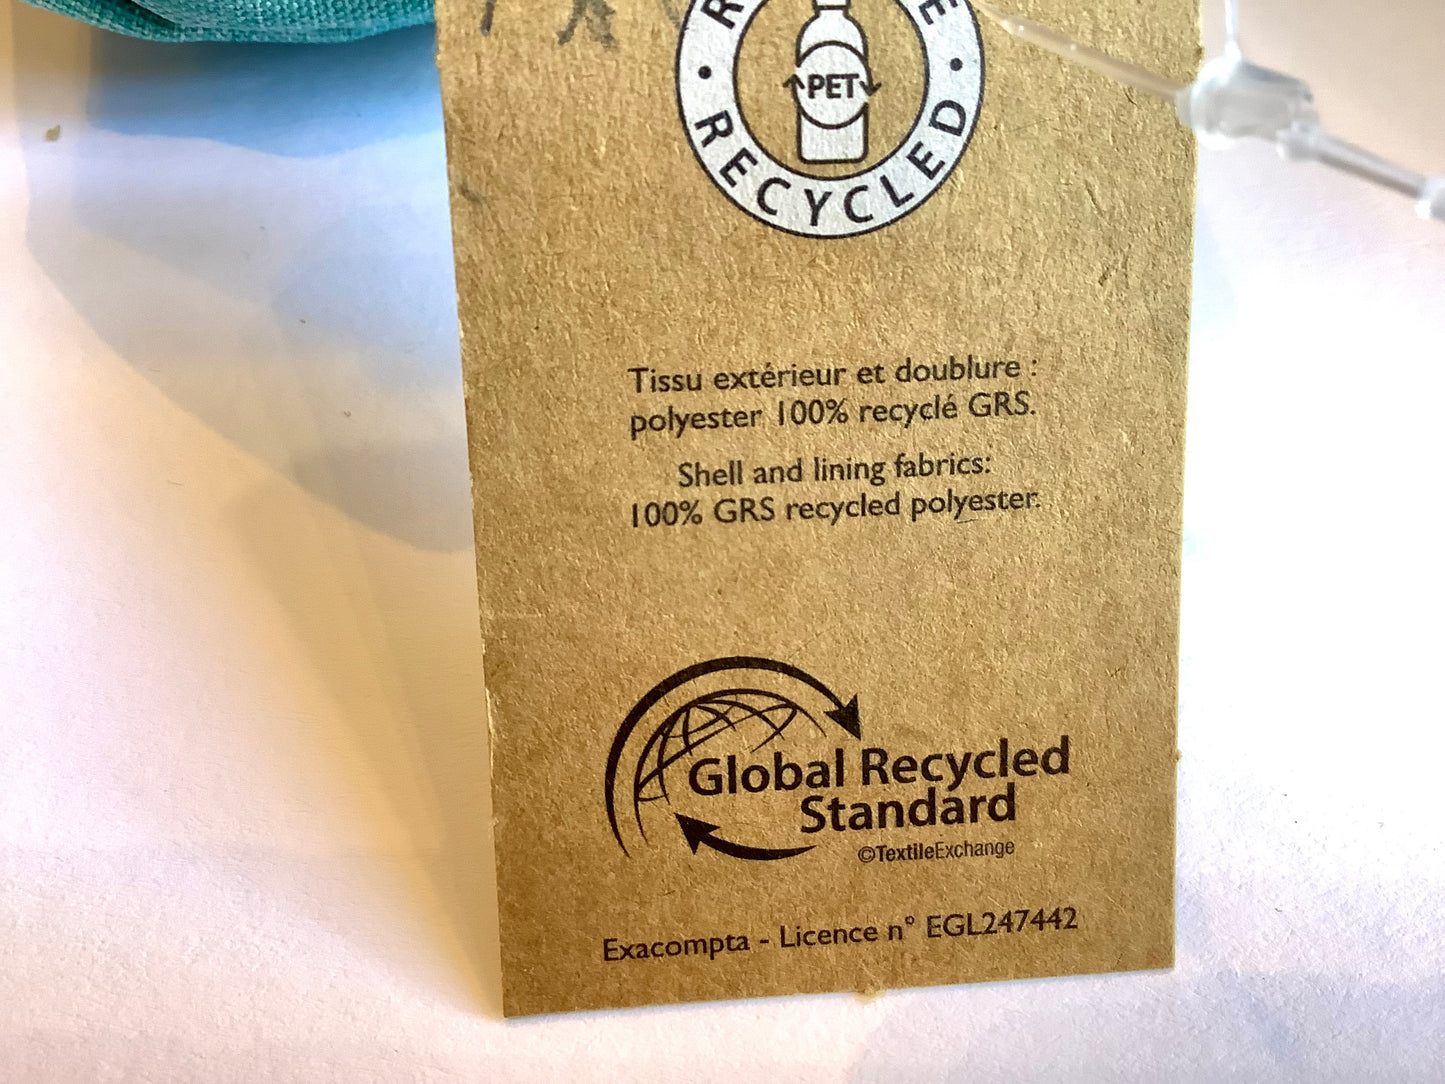 PET
RECYCLED
Tissu extérieur et doublure :
polyester 100% recyclé GRS.
Shell and lining fabrics:
100% GRS recycled polyester.
Global Recycled
Standard
©TextileExchange
Exacompta - Licence n° EGL247442